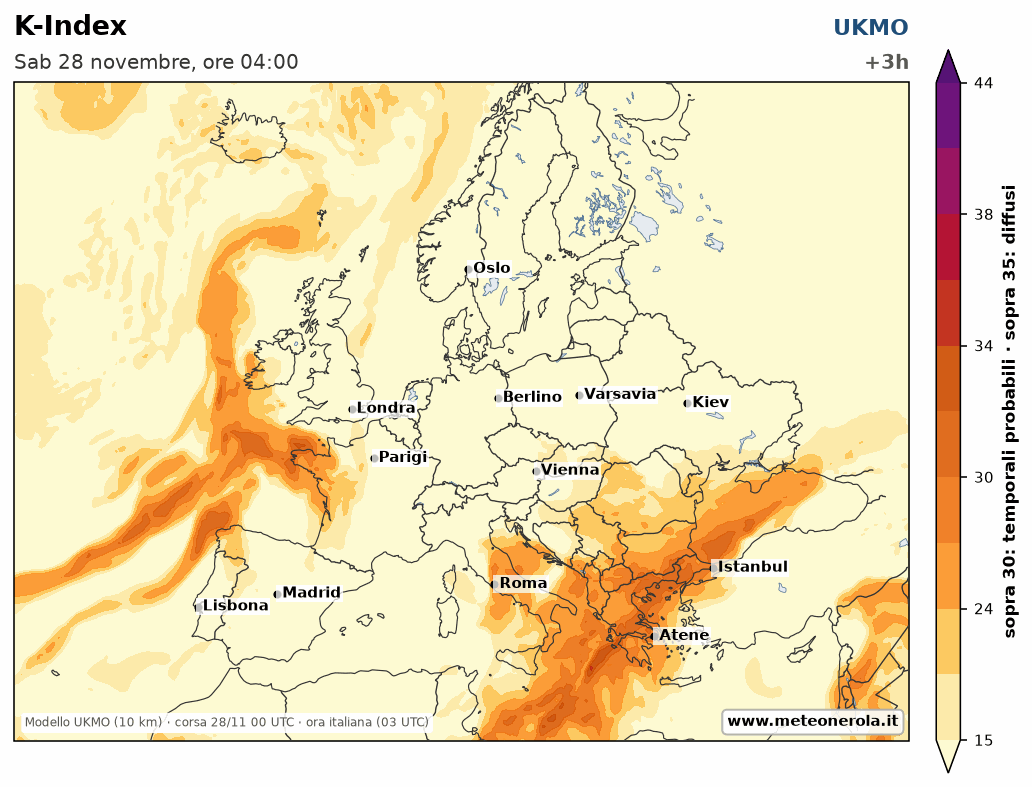 K-Index
UKMO
Sab 28 novembre, ore 04:00
+3h
Oslo
Londra
Berlino
Varsavia
Kiev
Parigi
Vienna
Istanbul
Roma
Madrid
Lisbona
Atene
Modello UKMO (10 km) · corsa 28/11 00 UTC · ora italiana (03 UTC)
www.meteonerola.it
44
38
34
30
24
15
sopra 30: temporali probabili · sopra 35: diffusi